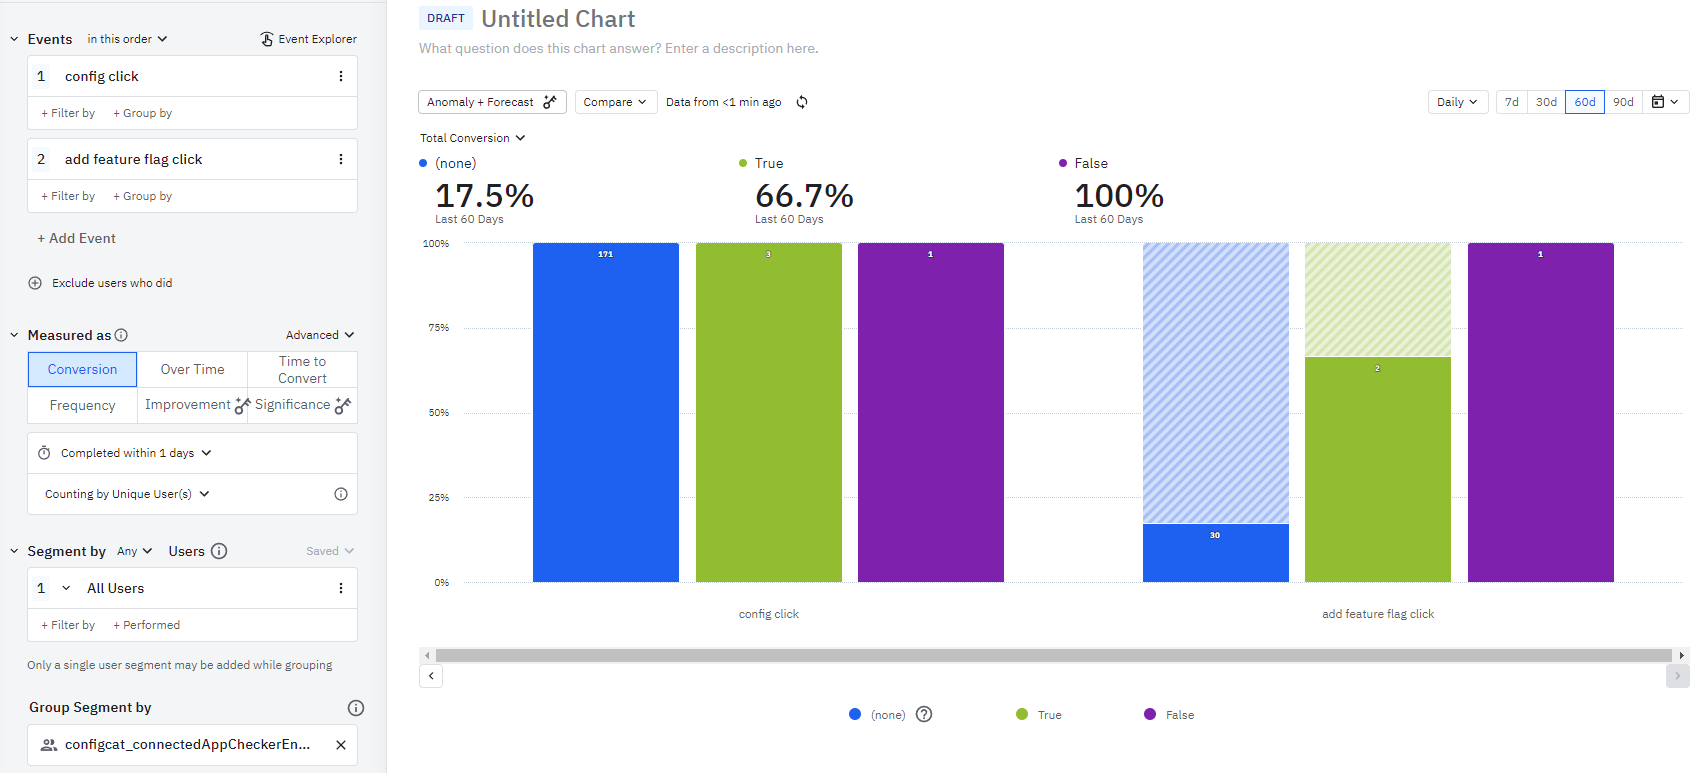 Events in this order Event Explorer
1 config click
+ Filter by + Group by
2 add feature flag click
+ Filter by + Group by
+ Add Event
Exclude users who did
Measured as Advanced
Conversion Over Time Time to Convert
Frequency Improvement Significance
Completed within 1 days
Counting by Unique User(s)
Segment by Any Users Saved
1 All Users
+ Filter by + Performed
Only a single user segment may be added while grouping
Group Segment by
configcat_connectedAppCheckerEn...
DRAFT Untitled Chart
What question does this chart answer? Enter a description here.
Anomaly + Forecast Compare Data from <1 min ago Daily 7d 30d 60d 90d
Total Conversion
(none) True False
17.5% 66.7% 100%
Last 60 Days Last 60 Days Last 60 Days
100%
171 3 1 1
75%
2
50%
25%
30
0%
config click add feature flag click
(none) True False